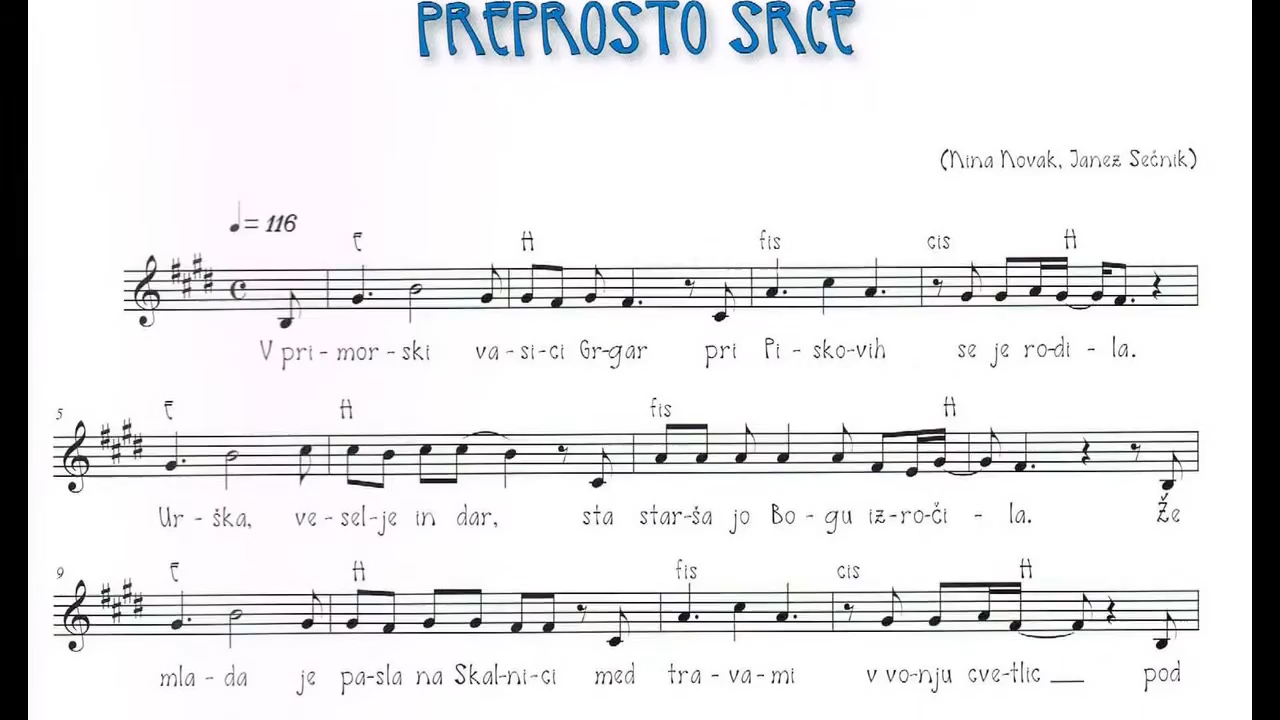 PREPROSTO SRCE
(Nina Novak, Janez Sečnik)
= 116
E H fis cis H
V pri - mor - ski va - si - ci Gr - gar pri Pi - sko - vih se je ro - di - la.
5
E H fis H
Ur - ška, ve - sel - je in dar, sta star - ša jo Bo - gu iz - ro - či - la. Že
9
E H fis cis H
mla - da je pa - sla na Skal - ni - ci med tra - va - mi v vo - nju cve - tlic ___ pod